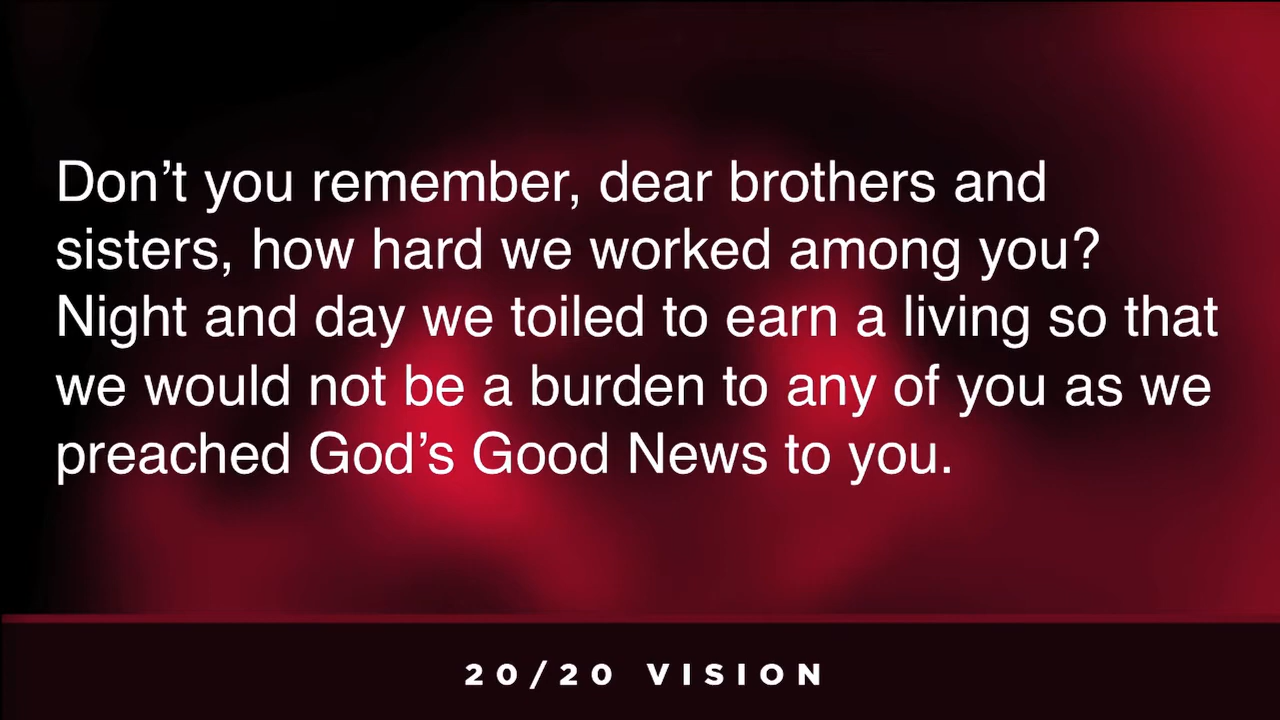 Don’t you remember, dear brothers and
sisters, how hard we worked among you?
Night and day we toiled to earn a living so that
we would not be a burden to any of you as we
preached God’s Good News to you.
20/20 VISION